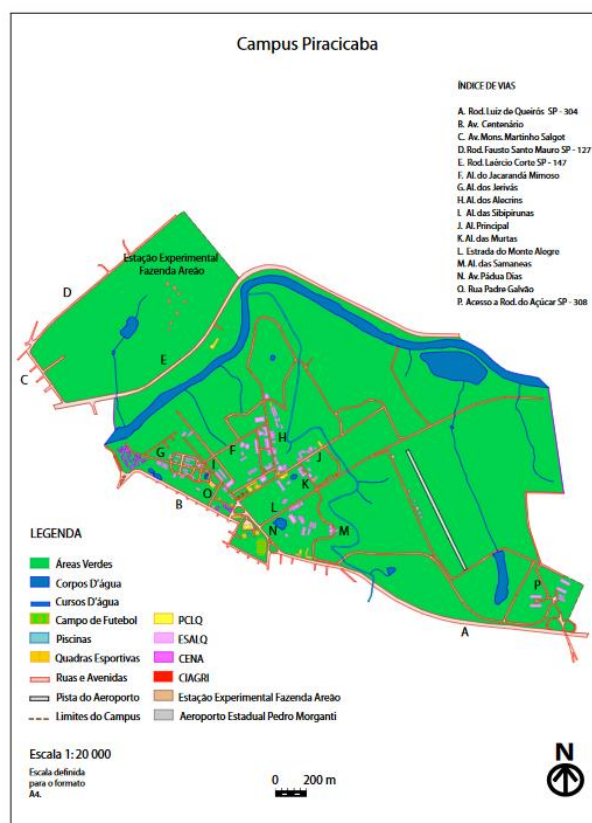 Campus Piracicaba
ÍNDICE DE VIAS
A. Rod. Luiz de Queirós SP - 304
B. Av. Centenário
C. Av. Mons. Martinho Salgot
D. Rod. Fausto Santo Mauro SP - 127
E. Rod. Laércio Corte SP - 147
F. Al. do Jacarandá Mimoso
G. Al. dos Jerivás
H. Al. dos Alecrins
I. Al. das Sibipirunas
J. Al. Principal
K. Al. das Murtas
L. Estrada do Monte Alegre
M. Al. das Samaneas
N. Av. Pádua Dias
O. Rua Padre Galvão
P. Acesso a Rod. do Açúcar SP - 308
Estação Experimental
Fazenda Areão
D
E
C
H
F
G
I
J
K
O
B
L
N
M
P
A
LEGENDA
Áreas Verdes
Corpos D'água
Cursos D'água
Campo de Futebol
Piscinas
Quadras Esportivas
Ruas e Avenidas
Pista do Aeroporto
Limites do Campus
PCLQ
ESALQ
CENA
CIAGRI
Estação Experimental Fazenda Areão
Aeroporto Estadual Pedro Morganti
Escala 1: 20 000
Escala definida
para o formato
A4.
0 200 m
N